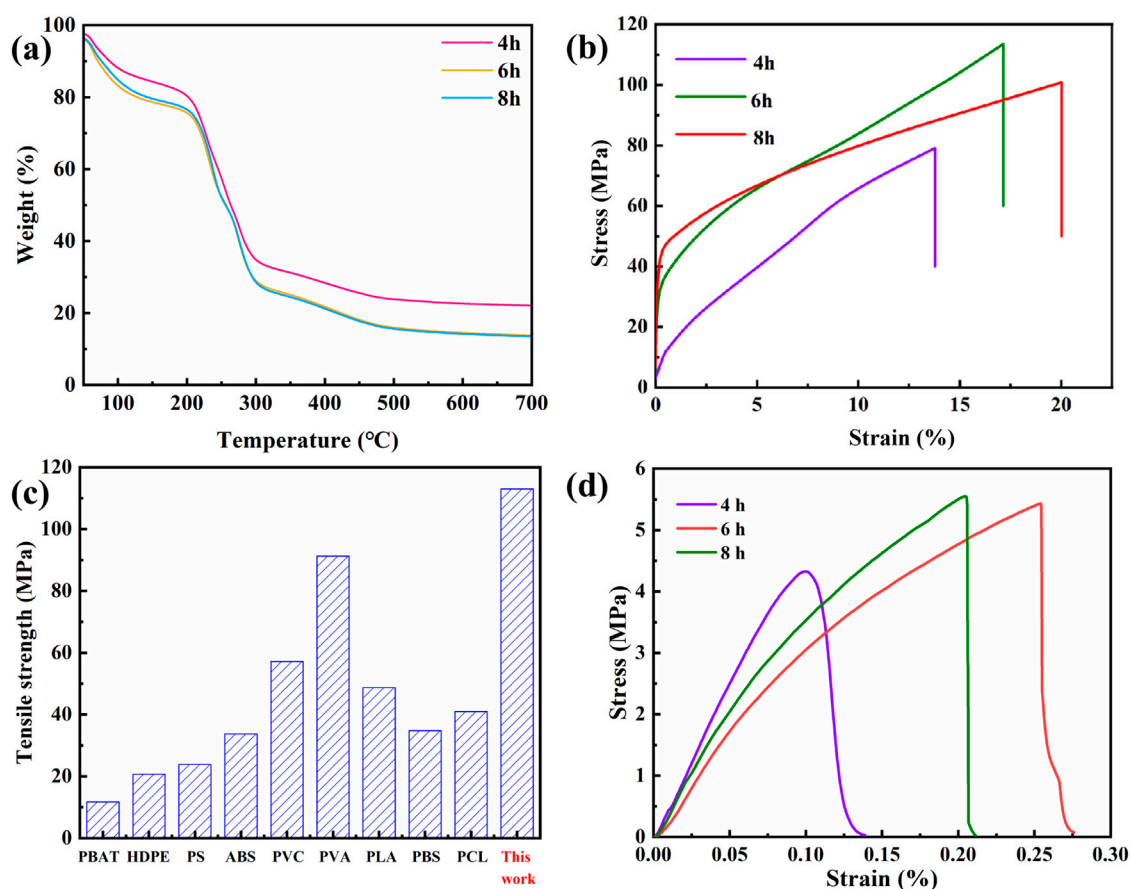 (a)
4h
6h
8h
Weight (%)
100
80
60
40
20
0
100 200 300 400 500 600 700
Temperature (℃)
(b)
4h
6h
8h
Stress (MPa)
120
100
80
60
40
20
0
0 5 10 15 20
Strain (%)
(c)
Tensile strength (MPa)
120
100
80
60
40
20
0
PBAT HDPE PS ABS PVC PVA PLA PBS PCL This
work
(d)
4 h
6 h
8 h
Stress (MPa)
6
5
4
3
2
1
0
0.00 0.05 0.10 0.15 0.20 0.25 0.30
Strain (%)